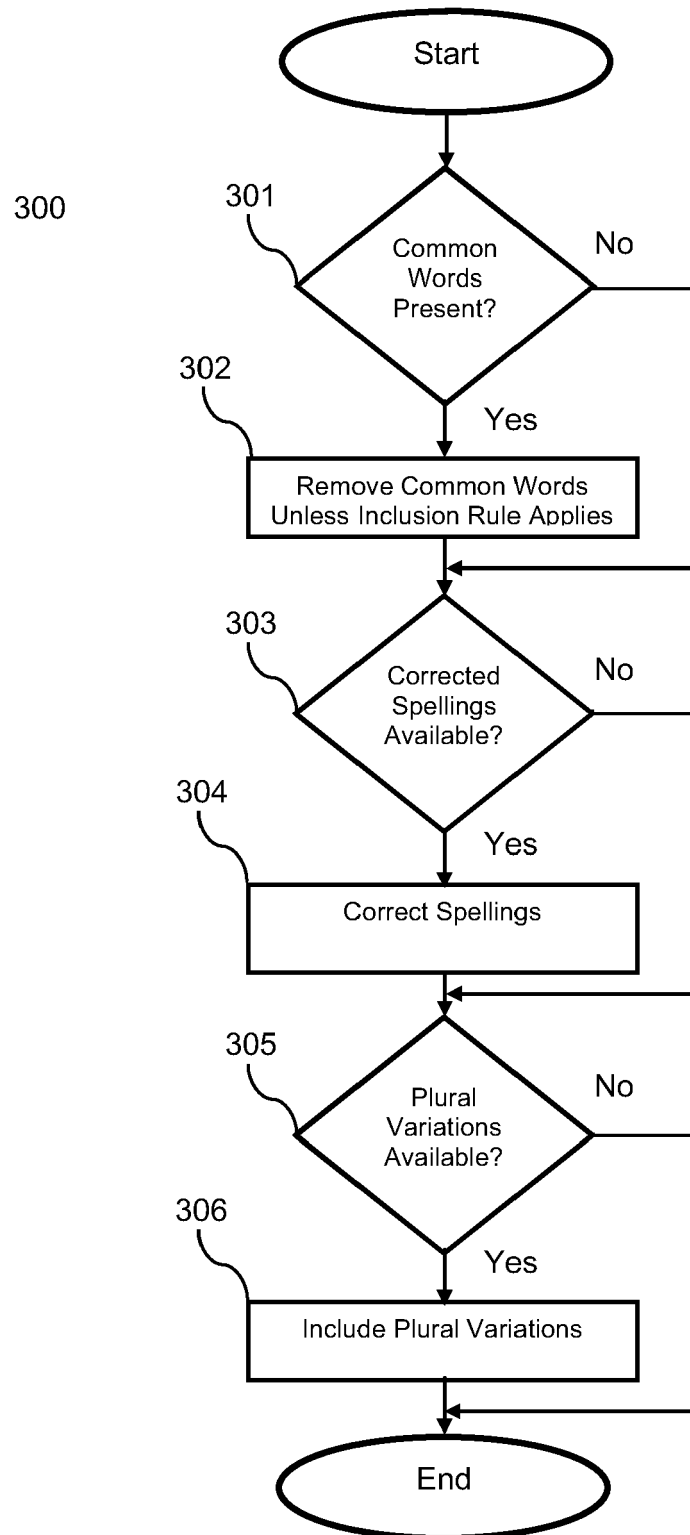 Start
300
301
Common
Words
Present?
No
Yes
302
Remove Common Words
Unless Inclusion Rule Applies
303
Corrected
Spellings
Available?
No
Yes
304
Correct Spellings
305
Plural
Variations
Available?
No
Yes
306
Include Plural Variations
End